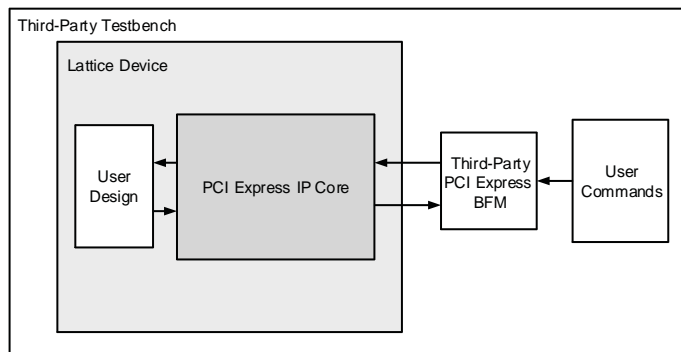 Third-Party Testbench
Lattice Device
User
Design
PCI Express IP Core
Third-Party
PCI Express
BFM
User
Commands